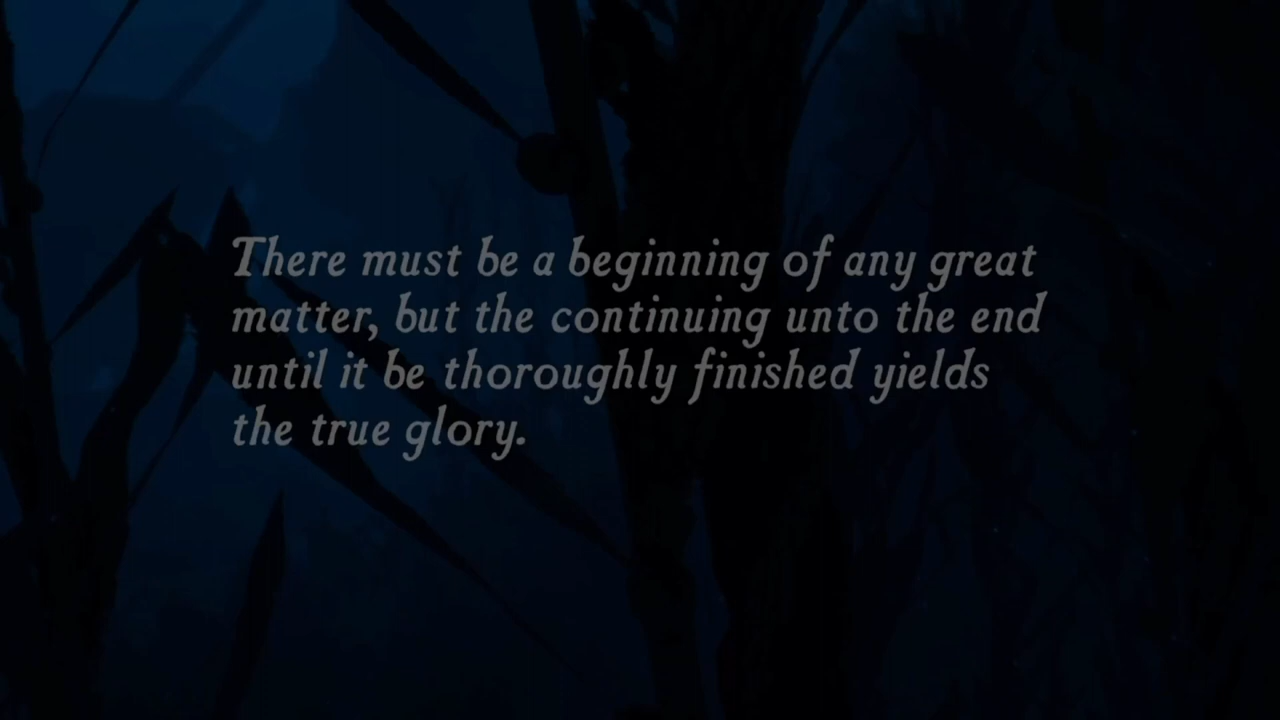 There must be a beginning of any great
matter, but the continuing unto the end
until it be thoroughly finished yields
the true glory.